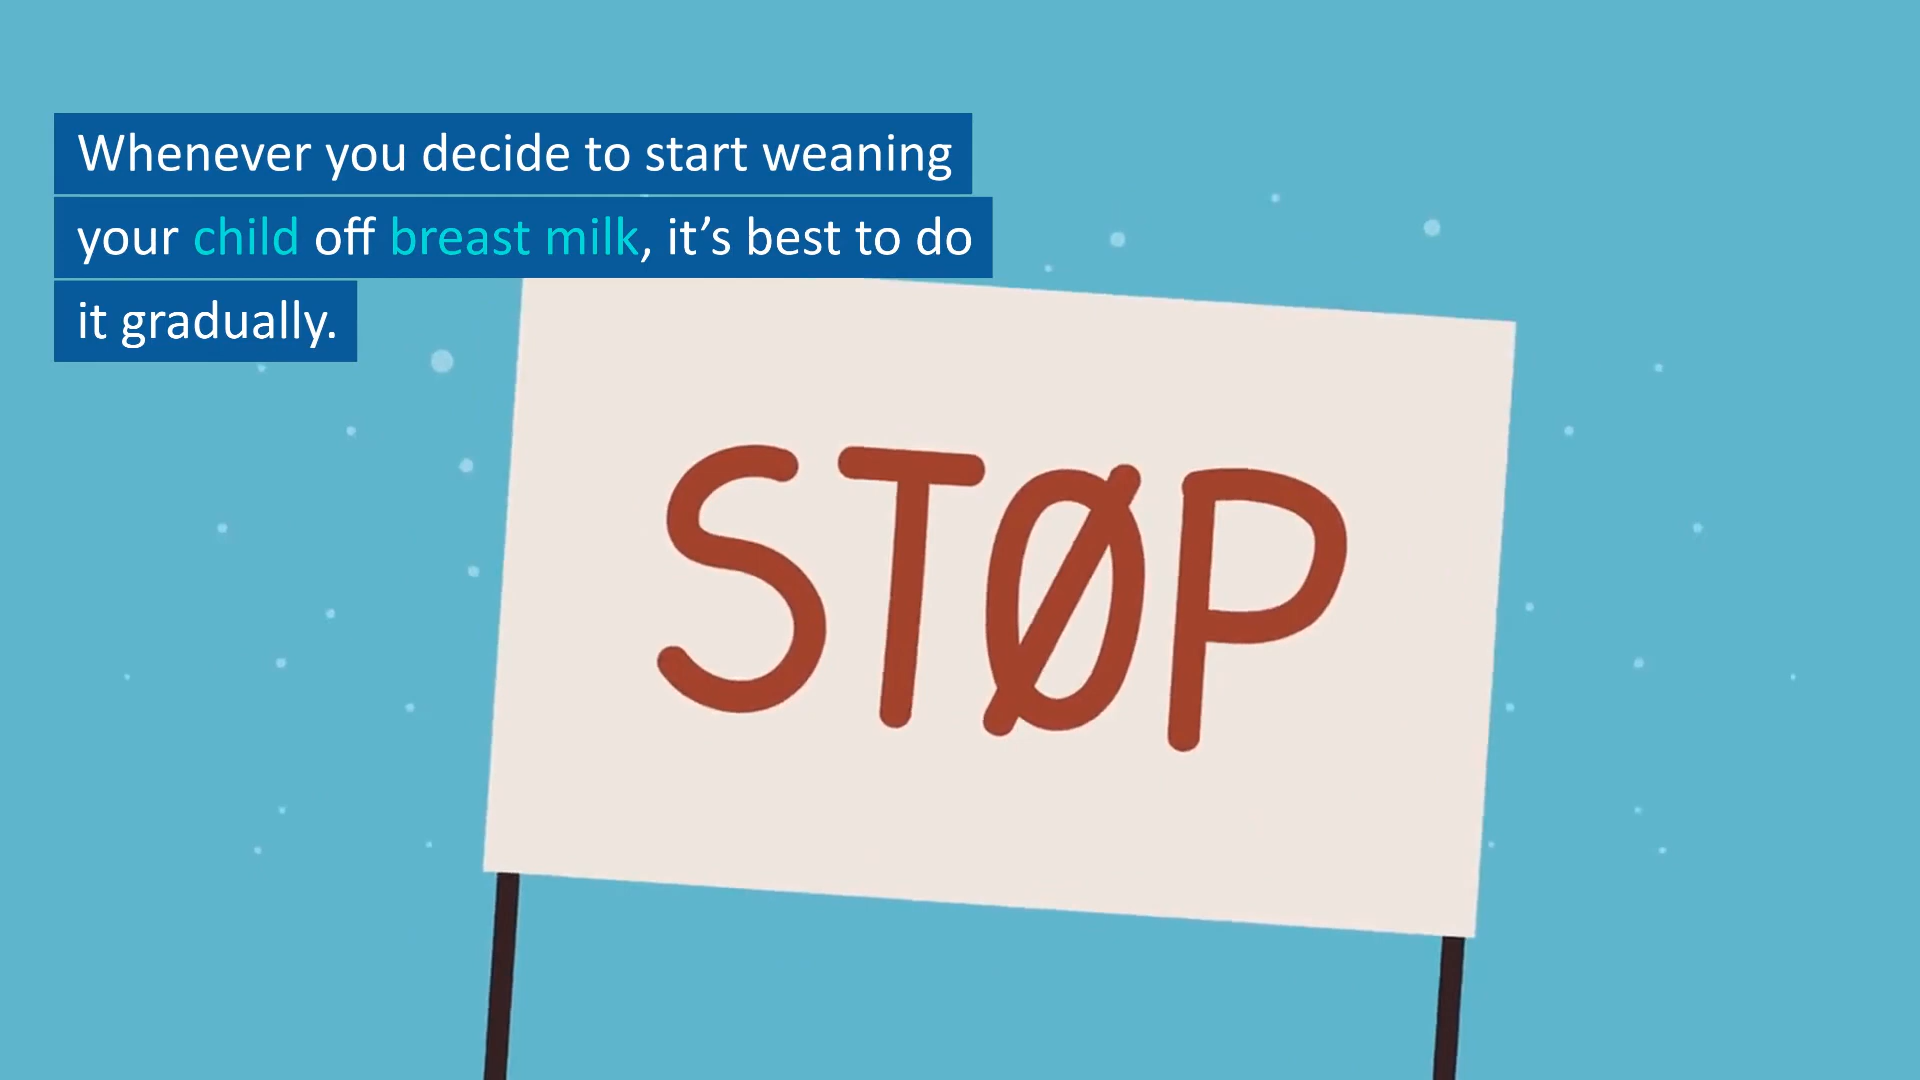 Whenever you decide to start weaning
your child off breast milk, it’s best to do
it gradually.
STØP